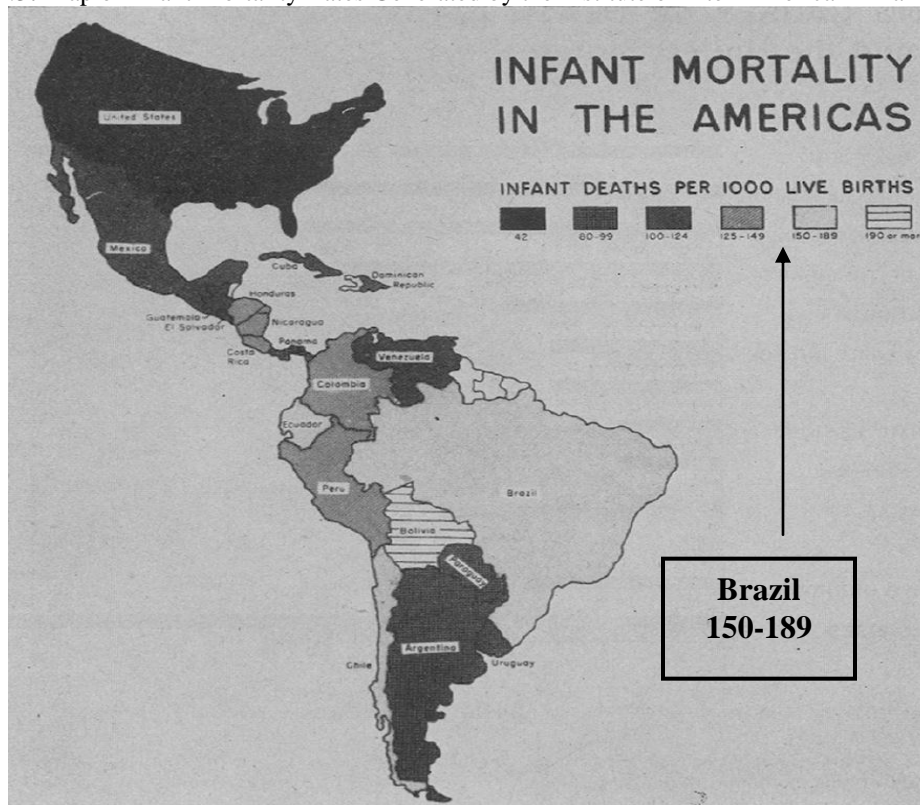 INFANT MORTALITY
IN THE AMERICAS
INFANT DEATHS PER 1000 LIVE BIRTHS
42 80-99 100-124 125-149 150-189 190 or mor
United States
Mexico
Cuba
Dominican
Republic
Honduras
Guatemala
El Salvador
Nicaragua
Panama
Costa
Rica
Venezuela
Colombia
Ecuador
Peru
Brazil
Bolivia
Paraguay
Brazil
150-189
Argentina
Uruguay
Chile